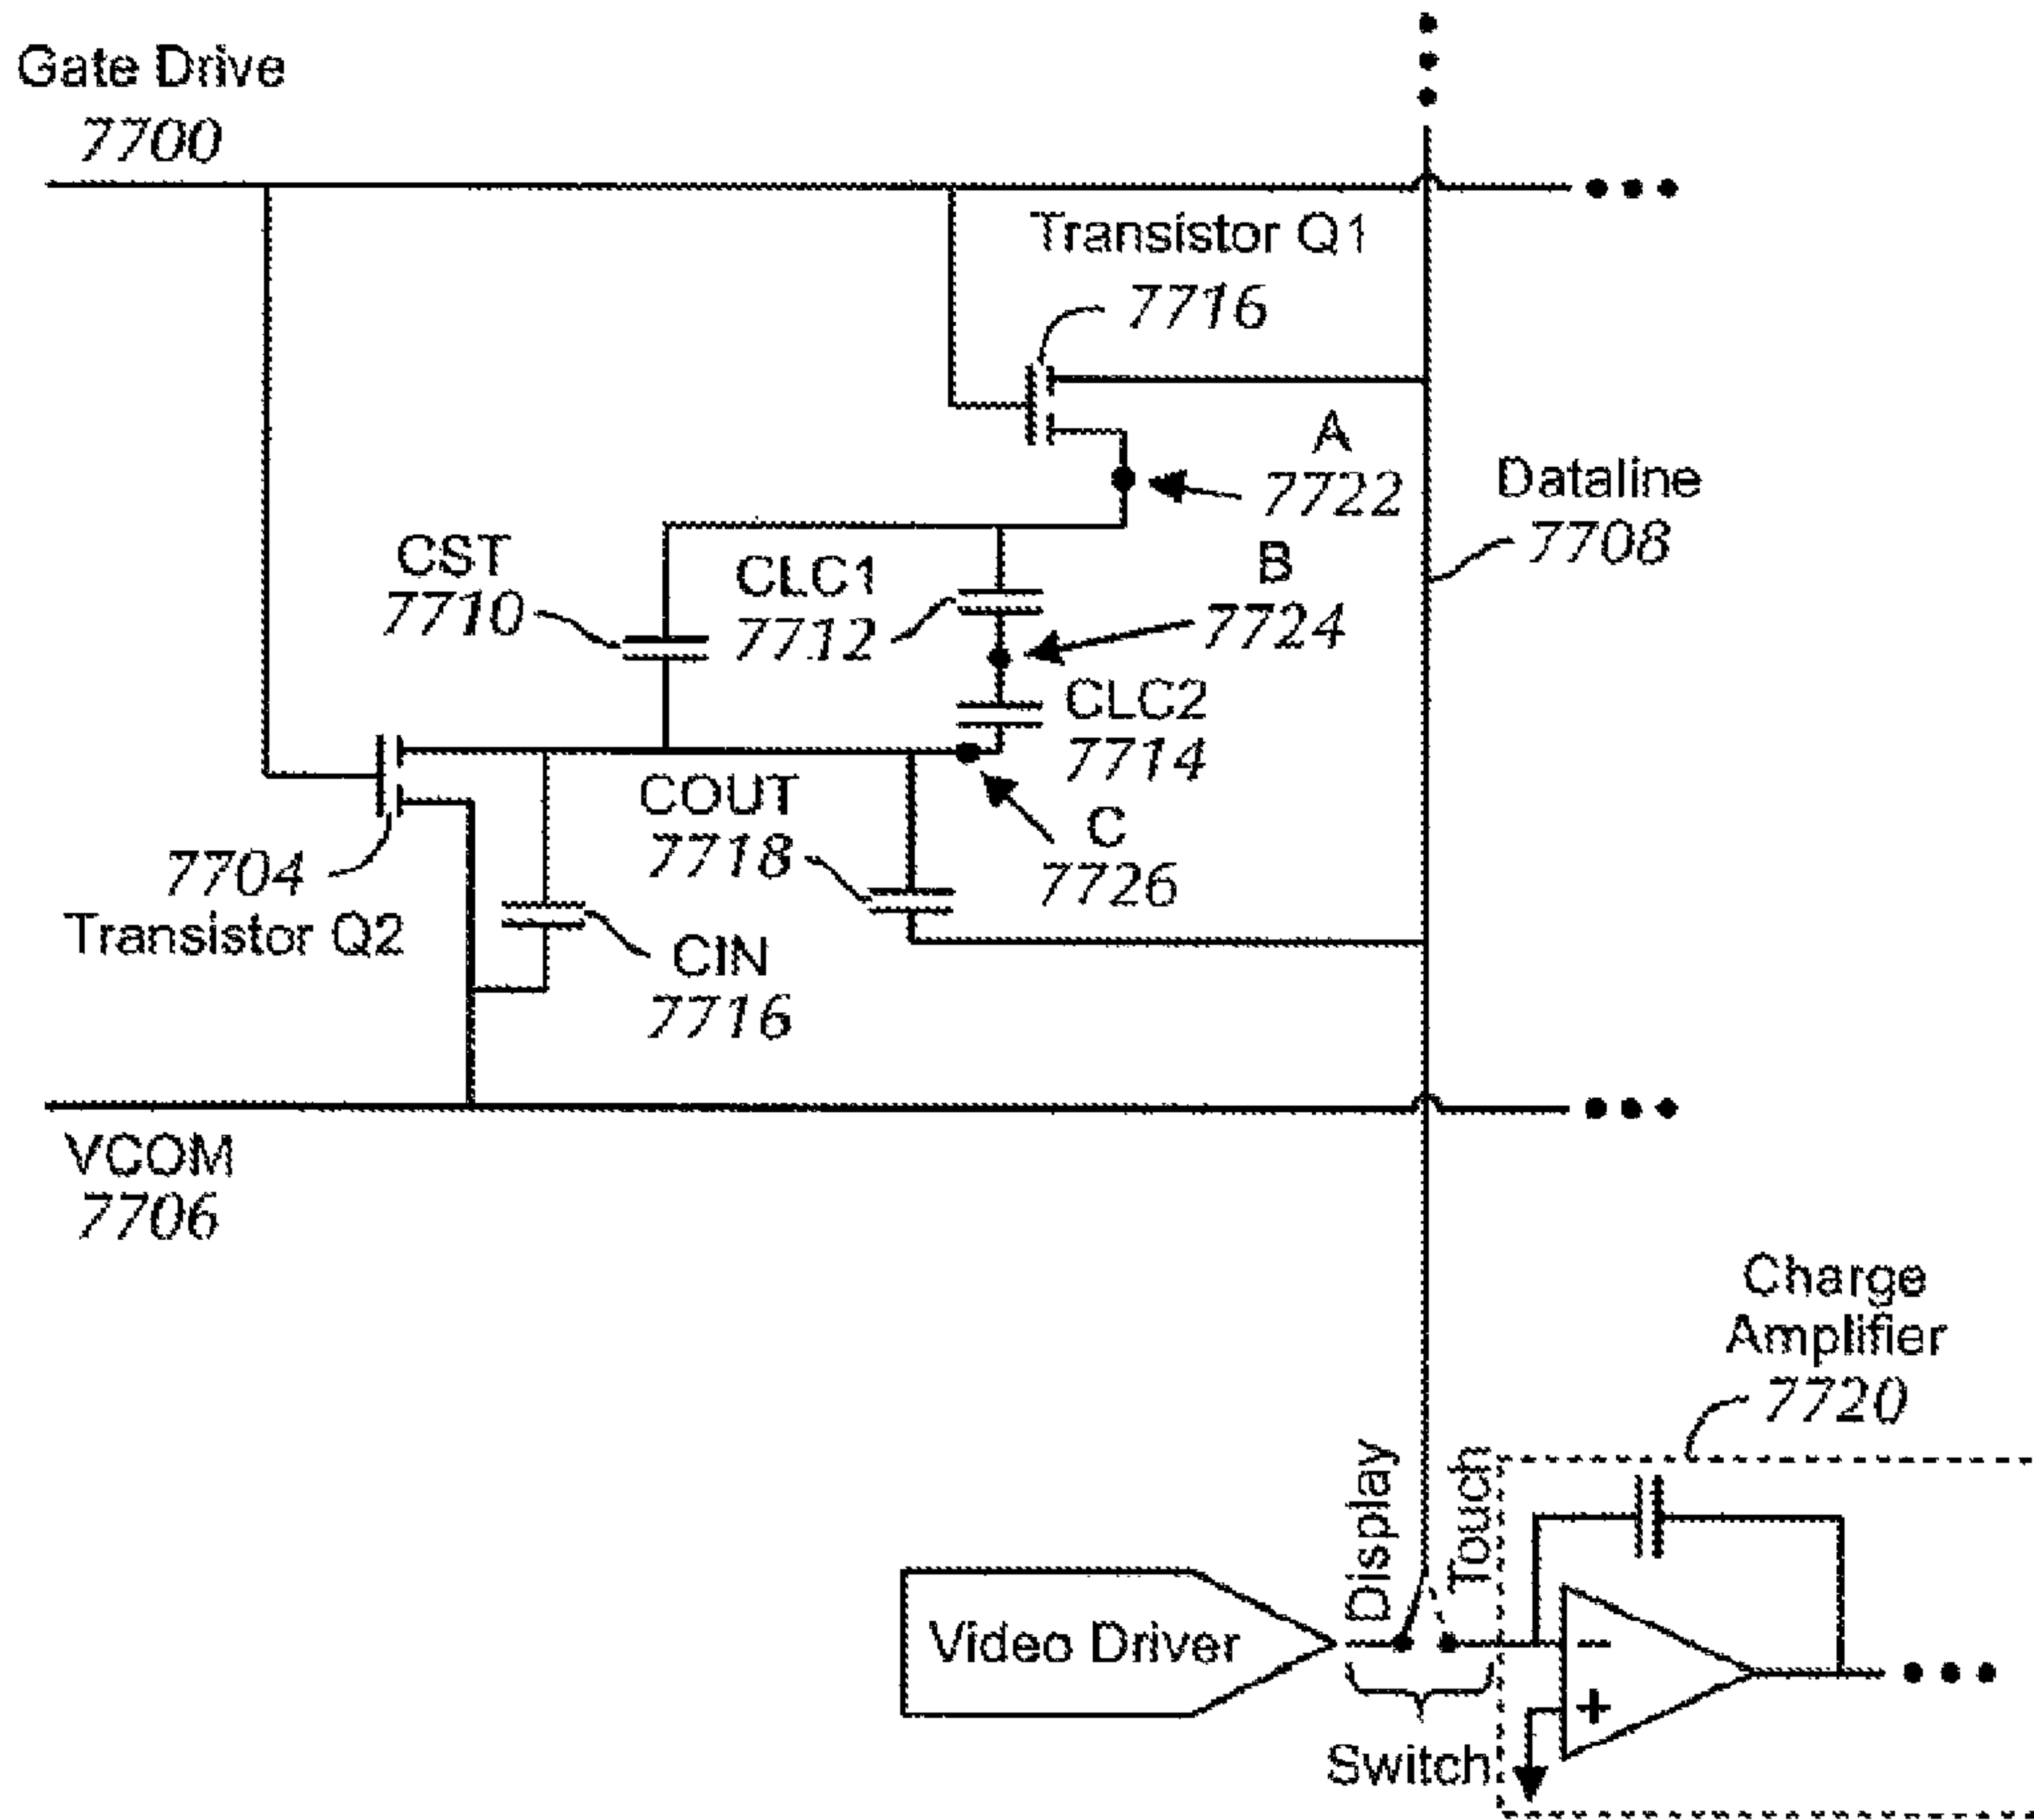 Gate Drive
7700
Transistor Q1
7716
A
7722
Dataline
7708
CST
7710
CLC1
7712
B
7724
CLC2
7714
COUT
7718
C
7726
7704
Transistor Q2
CIN
7716
VCOM
7706
Charge
Amplifier
7720
Display
Touch
Video Driver
−
+
Switch